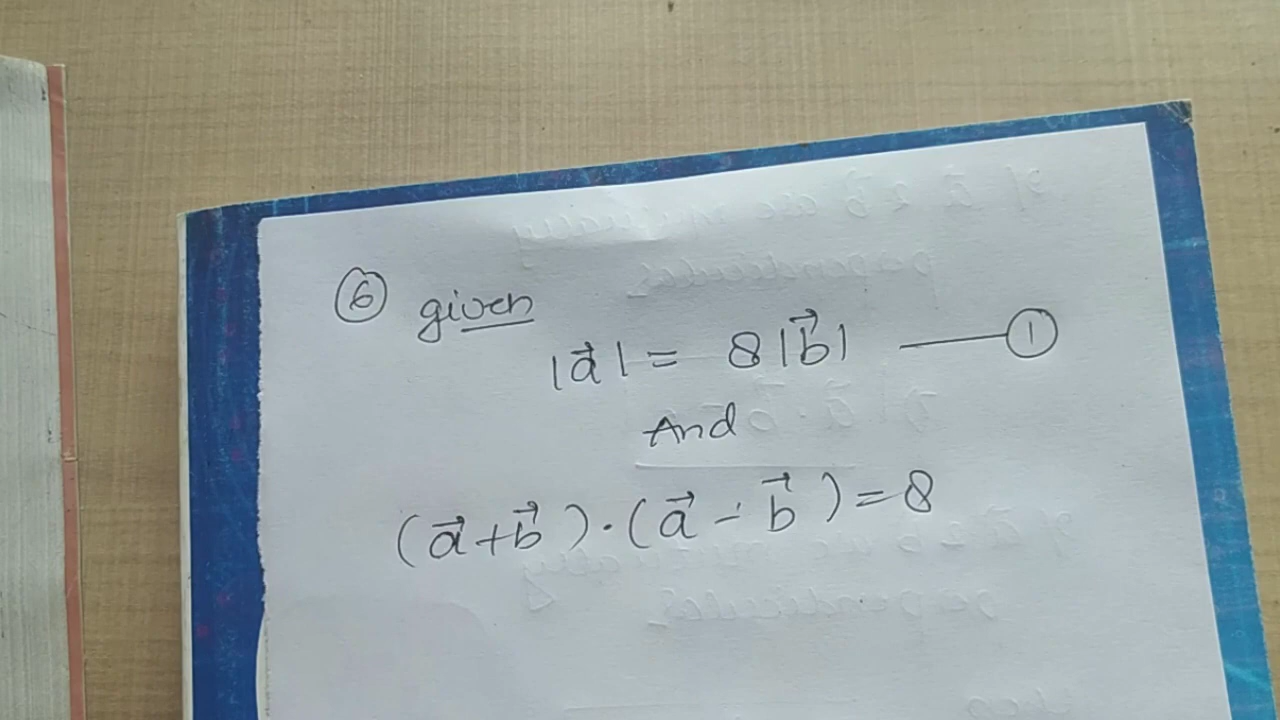 ⑥ given
|a⃗| = 8|b⃗| —— ①
And
(a⃗+b⃗)·(a⃗-b⃗)=8